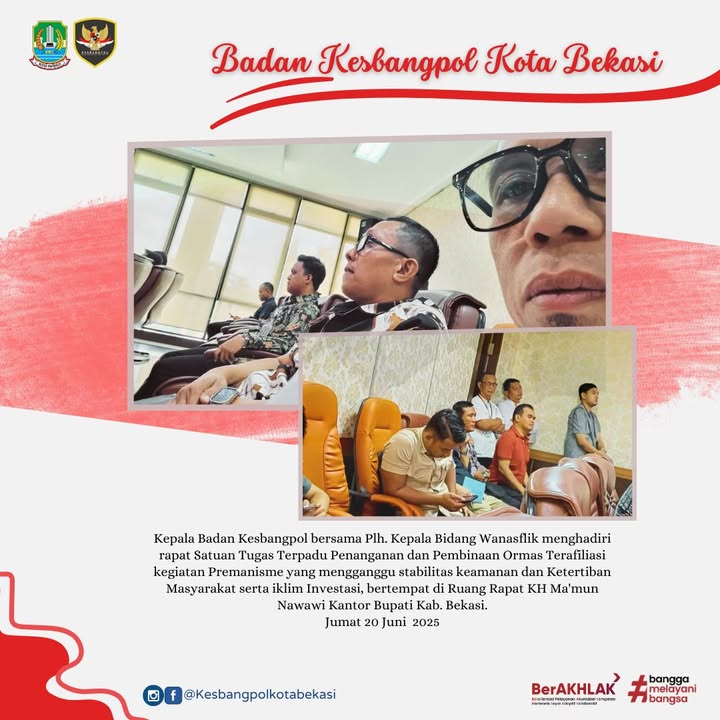 Badan Kesbangpol Kota Bekasi
Kepala Badan Kesbangpol bersama Plh. Kepala Bidang Wanasflik menghadiri
rapat Satuan Tugas Terpadu Penanganan dan Pembinaan Ormas Terafiliasi
kegiatan Premanisme yang mengganggu stabilitas keamanan dan Ketertiban
Masyarakat serta iklim Investasi, bertempat di Ruang Rapat KH Ma'mun
Nawawi Kantor Bupati Kab. Bekasi.
Jumat 20 Juni 2025
@Kesbangpolkotabekasi
BerAKHLAK
#bangga
melayani
bangsa